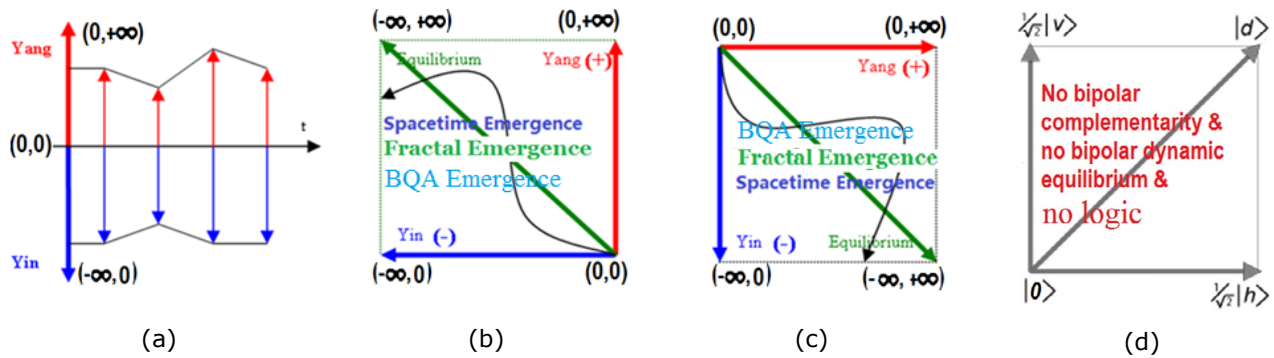 Yang
(0,+∞)
(0,0)
t
Yin
(-∞,0)
(a)
(-∞, +∞)
(0,+∞)
Equilibrium
Yang (+)
Spacetime Emergence
Fractal Emergence
BQA Emergence
Yin (-)
(-∞,0)
(0,0)
(b)
(0,0)
(0,+∞)
Yang (+)
BQA Emergence
Fractal Emergence
Spacetime Emergence
Yin (-)
Equilibrium
(-∞,0)
(-∞, +∞)
(c)
1/√2|v⟩
|d⟩
No bipolar
complementarity &
no bipolar dynamic
equilibrium &
no logic
|0⟩
1/√2|h⟩
(d)